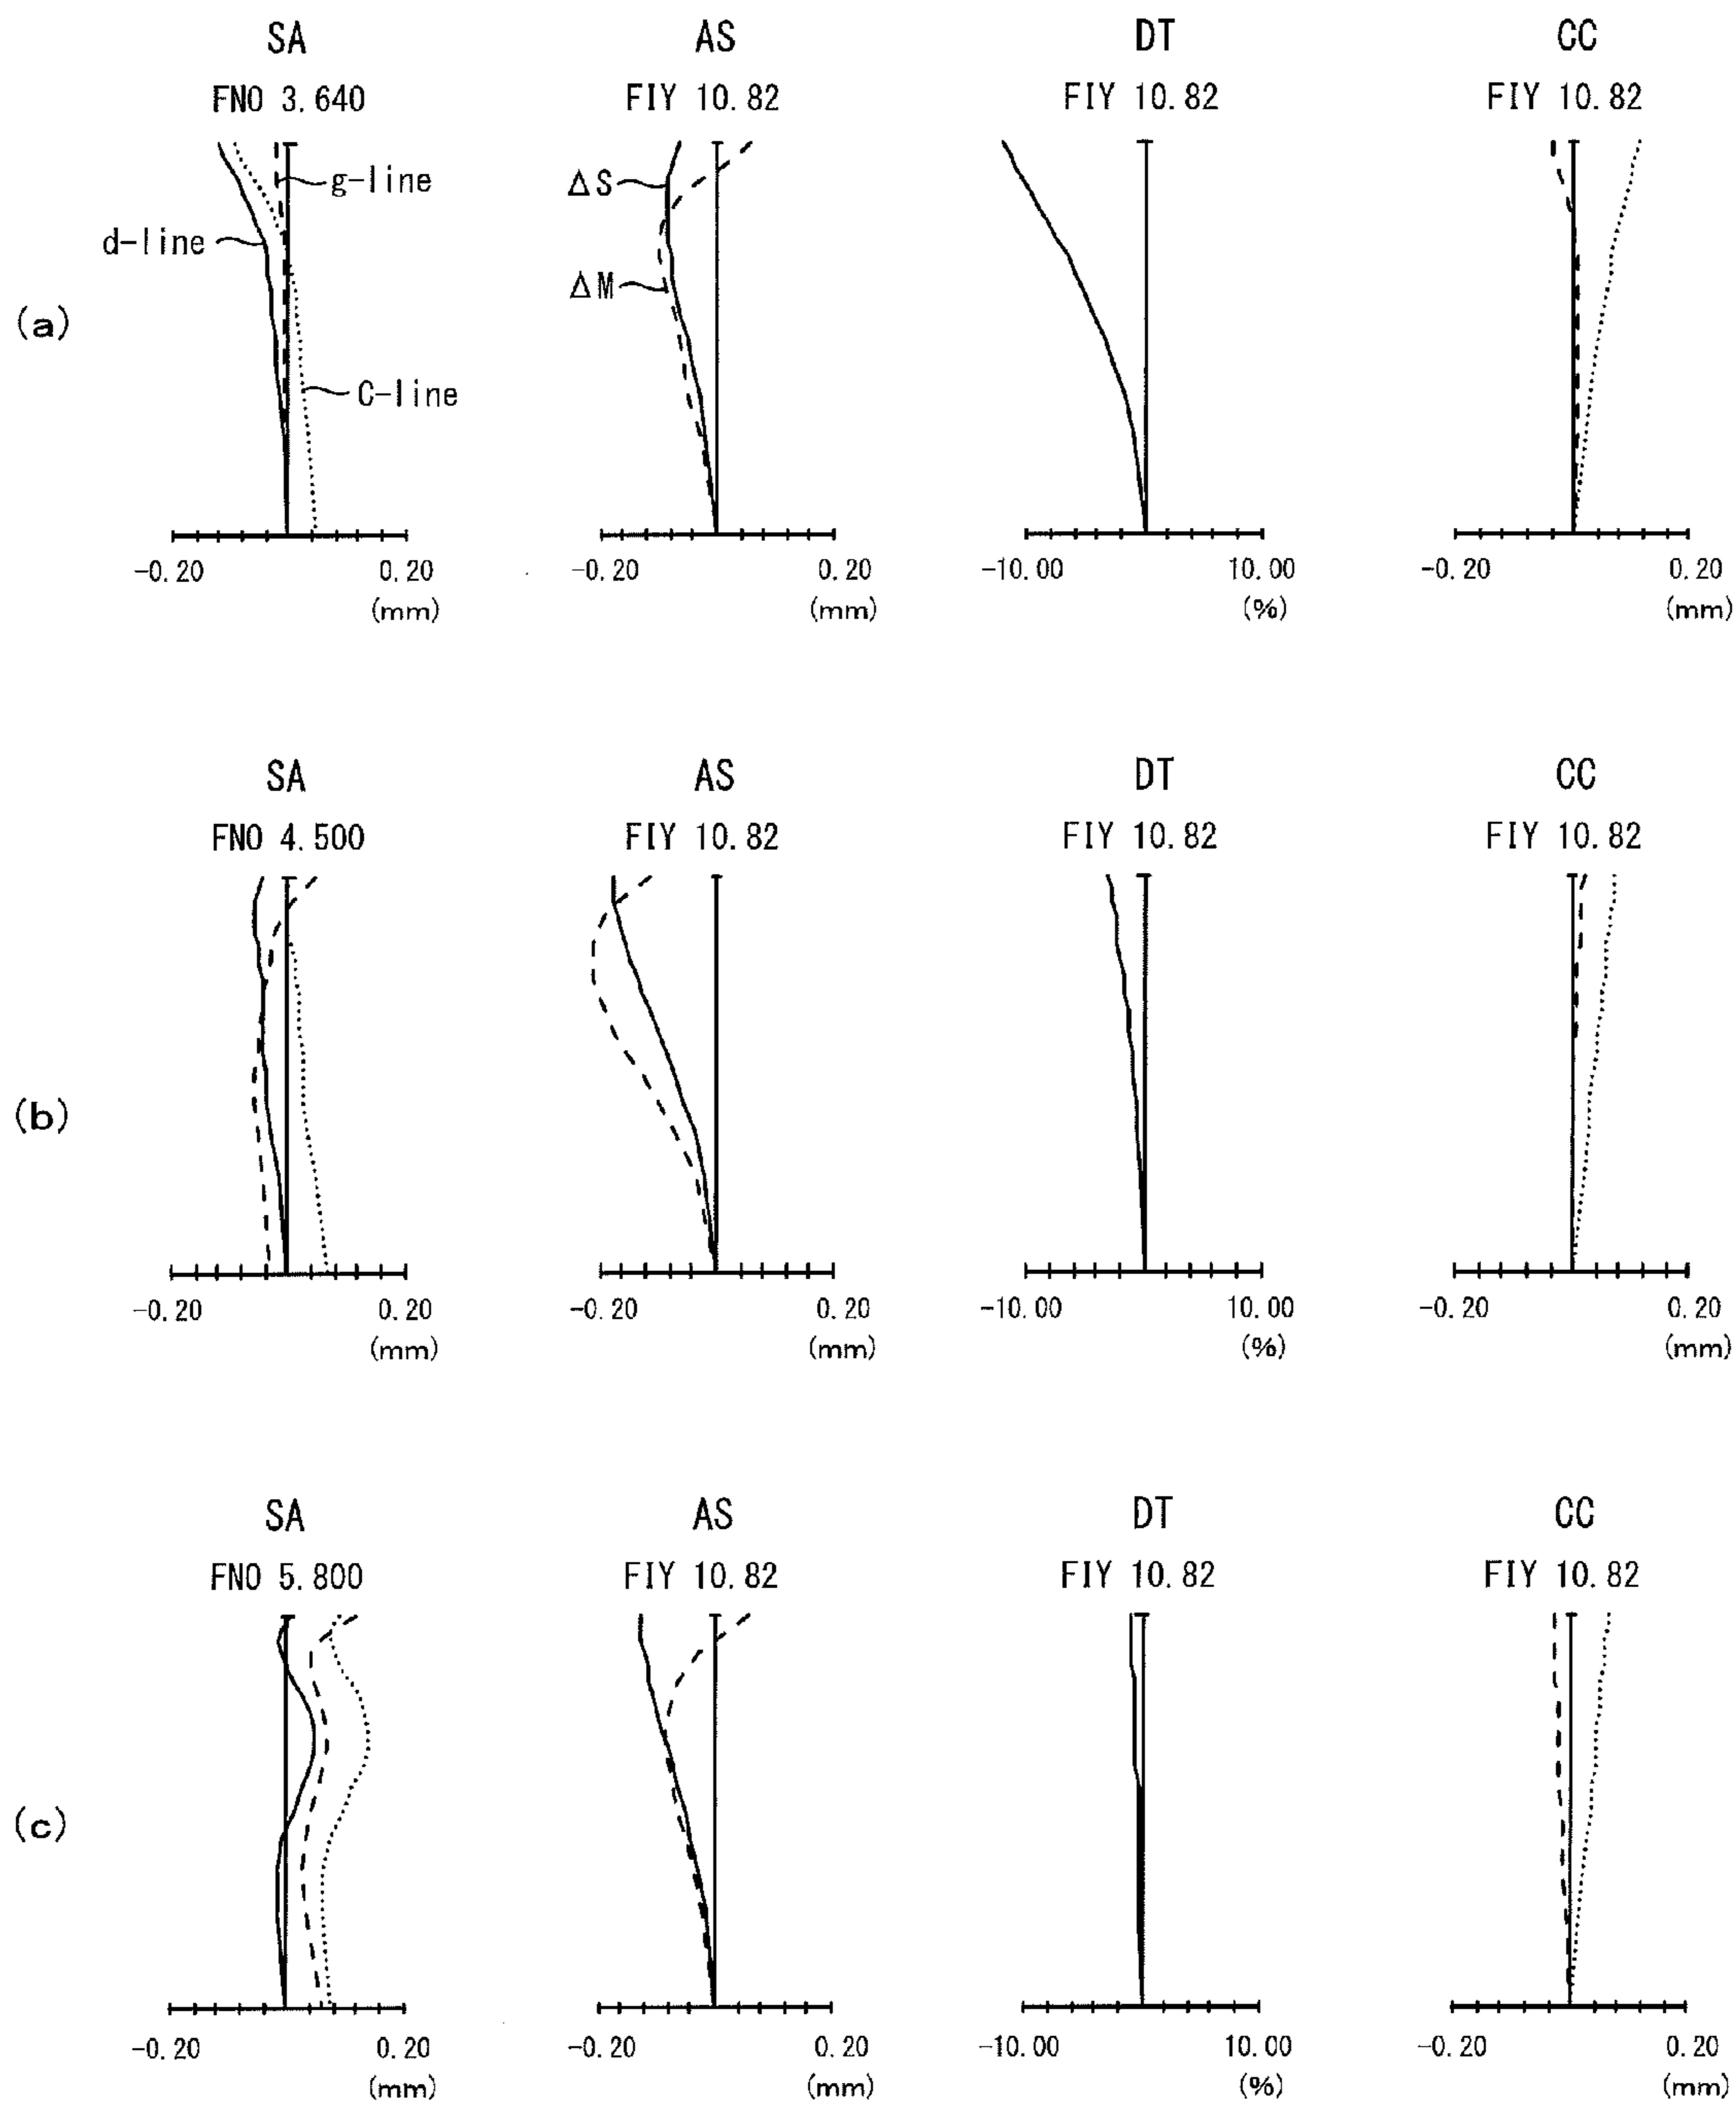 SA AS DT CC
FNO 3.640 FIY 10.82 FIY 10.82 FIY 10.82
g-line
ΔS
d-line
ΔM
(a)
C-line
-0.20 0.20 -0.20 0.20 -10.00 10.00 -0.20 0.20
(mm) (mm) (%) (mm)
SA AS DT CC
FNO 4.500 FIY 10.82 FIY 10.82 FIY 10.82
(b)
-0.20 0.20 -0.20 0.20 -10.00 10.00 -0.20 0.20
(mm) (mm) (%) (mm)
SA AS DT CC
FNO 5.800 FIY 10.82 FIY 10.82 FIY 10.82
(c)
-0.20 0.20 -0.20 0.20 -10.00 10.00 -0.20 0.20
(mm) (mm) (%) (mm)